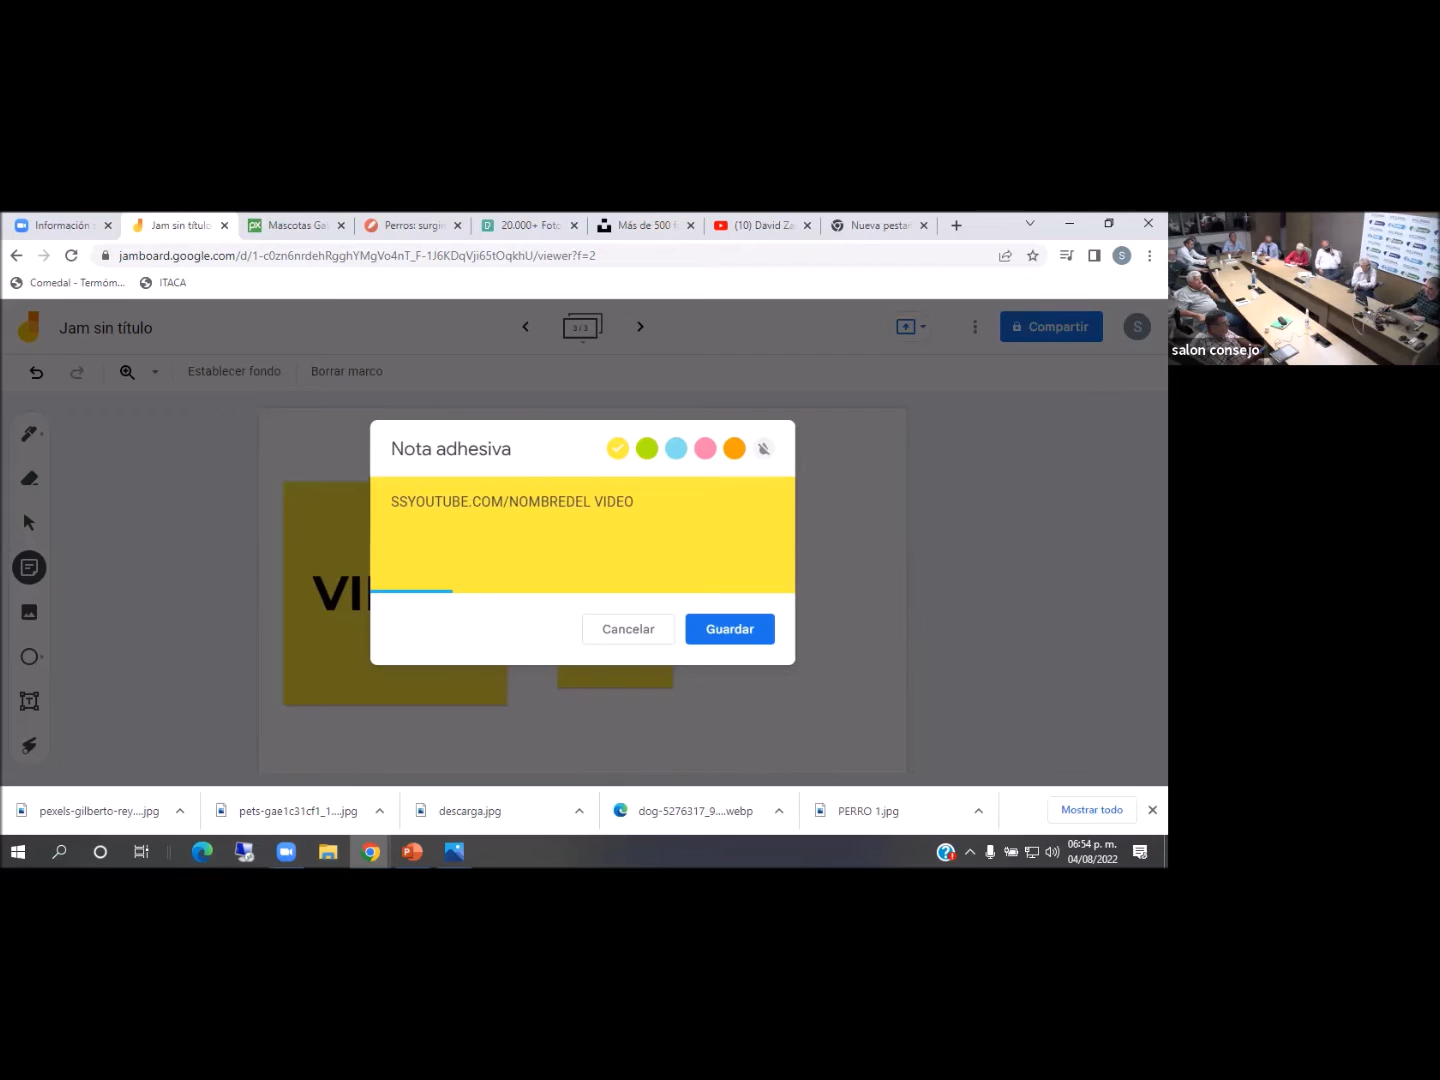 Información
Jam sin título
Mascotas Ga
Perros: surgi
20.000+ Foto
Más de 500 f
(10) David Za
Nueva pesta
jamboard.google.com/d/1-c0zn6nrdehRgghYMgVo4nT_F-1J6KDqVji65tOqkhU/viewer?f=2
S
Comedal - Termóm...
ITACA
Jam sin título
3 / 3
Compartir
S
Establecer fondo
Borrar marco
salon consejo
Nota adhesiva
SSYOUTUBE.COM/NOMBREDEL VIDEO
VI
Cancelar
Guardar
pexels-gilberto-rey....jpg
pets-gae1c31cf1_1....jpg
descarga.jpg
dog-5276317_9....webp
PERRO 1.jpg
Mostrar todo
06:54 p. m.
04/08/2022